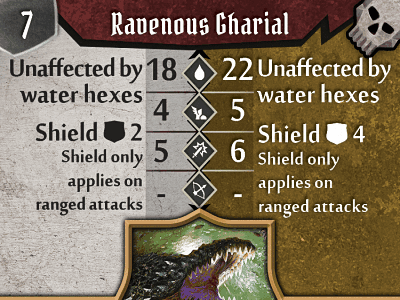 7
Ravenous Gharial
Unaffected by 18 22 Unaffected by
water hexes 4 5 water hexes
Shield 2 5 6 Shield 4
Shield only Shield only
applies on - - applies on
ranged attacks ranged attacks